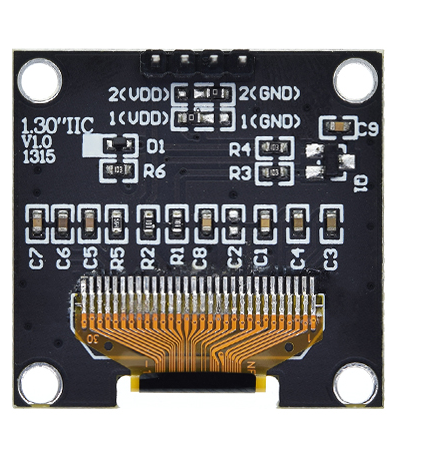 2(VDD) 2(GND)
1(VDD) 1(GND)
1.30"IIC
V1.0
1315
C9
D1
R4
R6
R3
Q1
C7 C6 C5 R5 R2 R1 C8 C2 C1 C4 C3
30 1